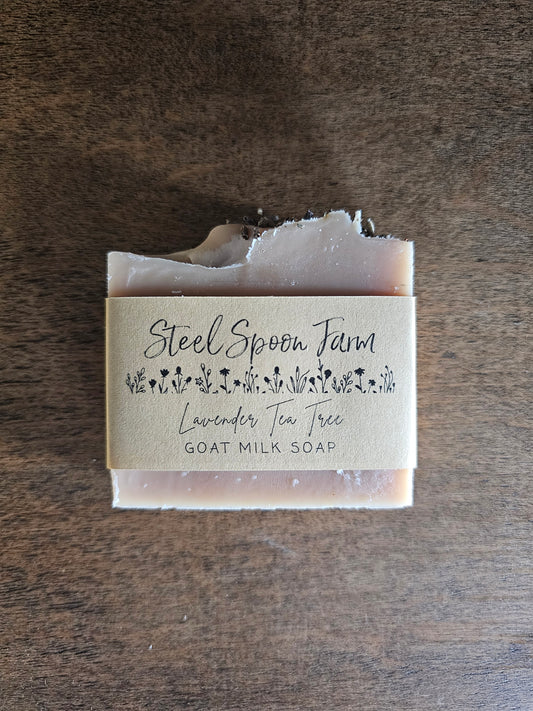 Steel Spoon Farm
Lavender Tea Tree
GOAT MILK SOAP